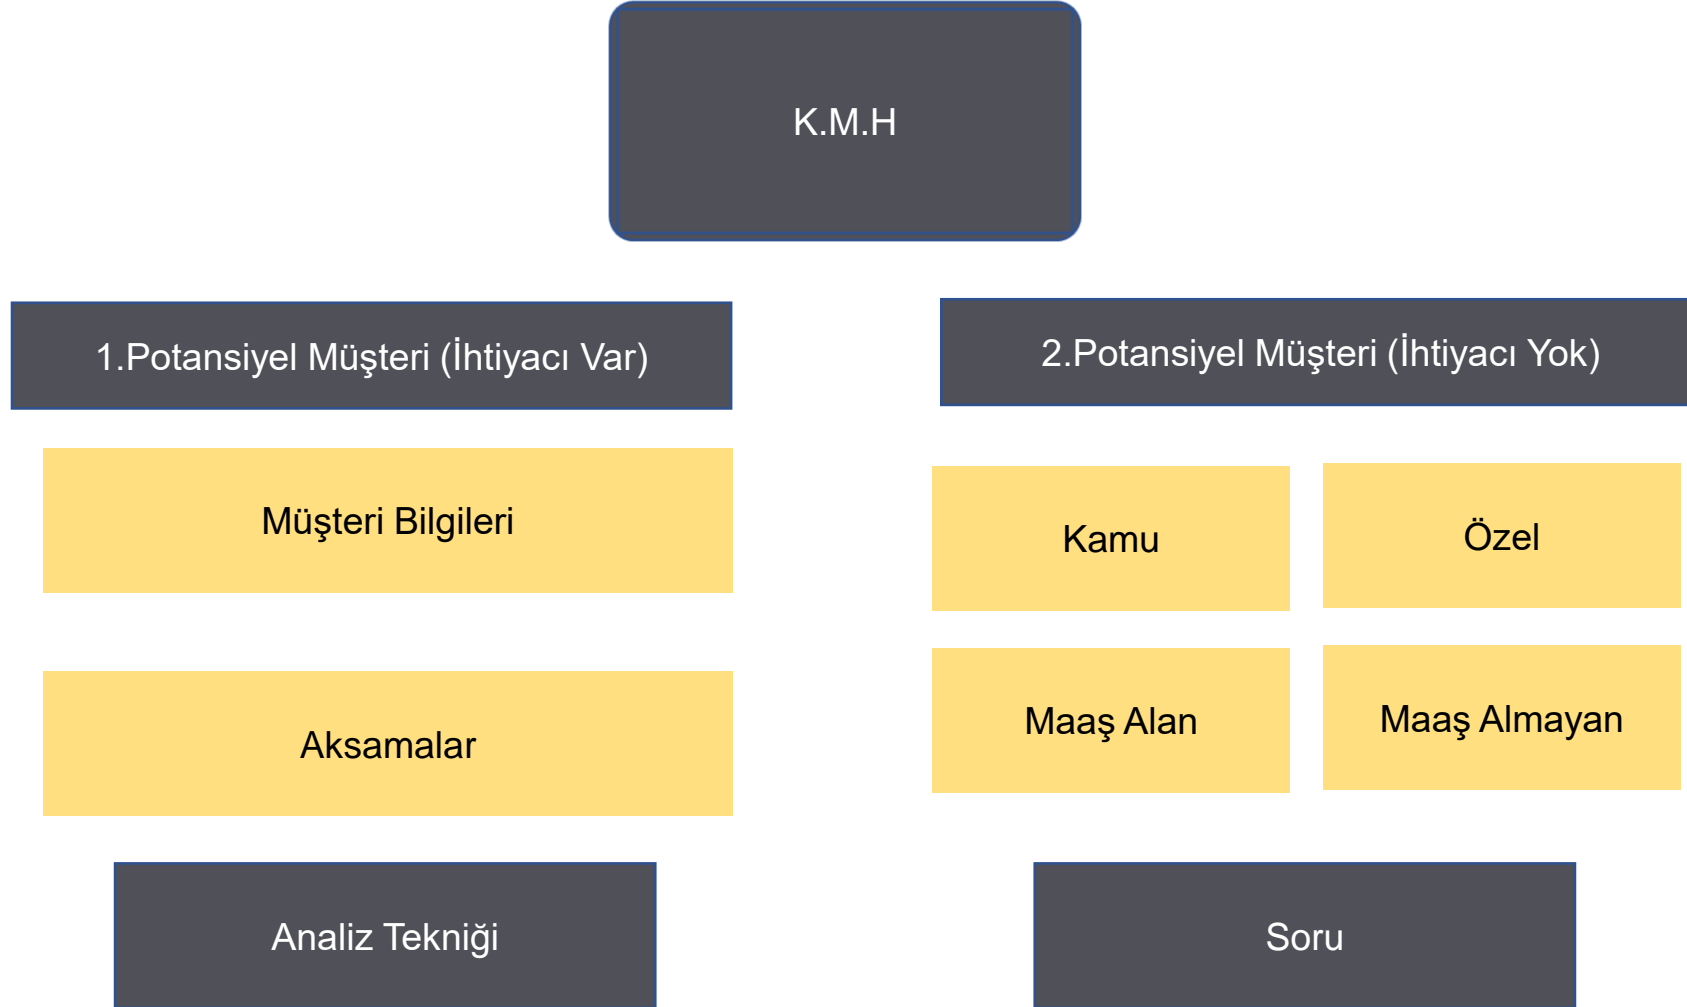 K.M.H
1.Potansiyel Müşteri (İhtiyacı Var)
2.Potansiyel Müşteri (İhtiyacı Yok)
Müşteri Bilgileri
Kamu
Özel
Aksamalar
Maaş Alan
Maaş Almayan
Analiz Tekniği
Soru